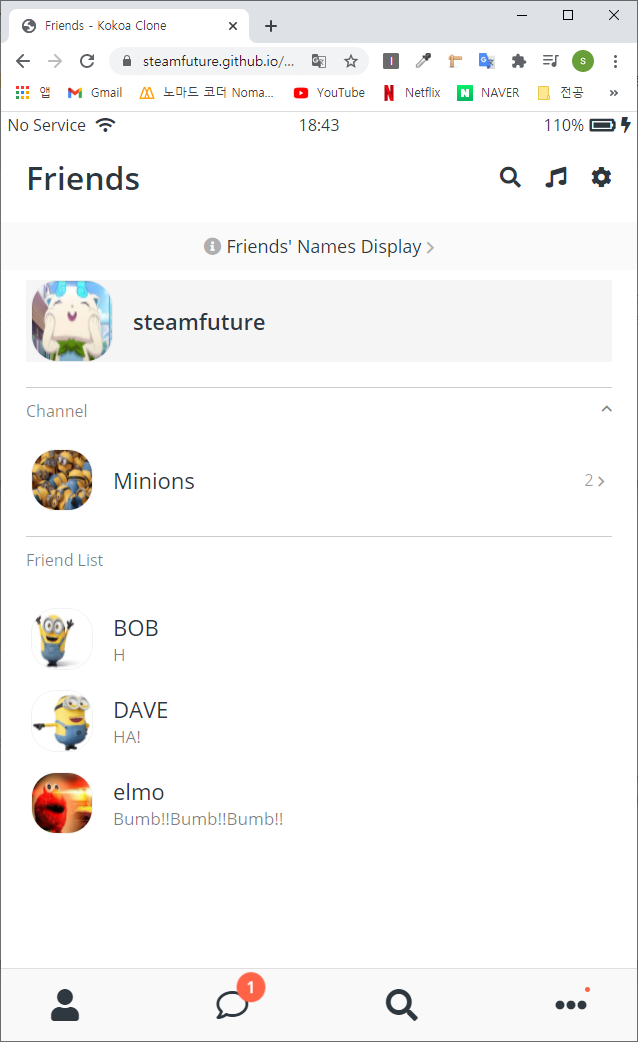 Friends - Kokoa Clone
steamfuture.github.io/...
S
앱 Gmail 노마드 코더 Noma... YouTube Netflix NAVER 전공 »
No Service 18:43 110%
Friends
Friends' Names Display
steamfuture
Channel
Minions 2
Friend List
BOB
H
DAVE
HA!
elmo
Bumb!!Bumb!!Bumb!!
1